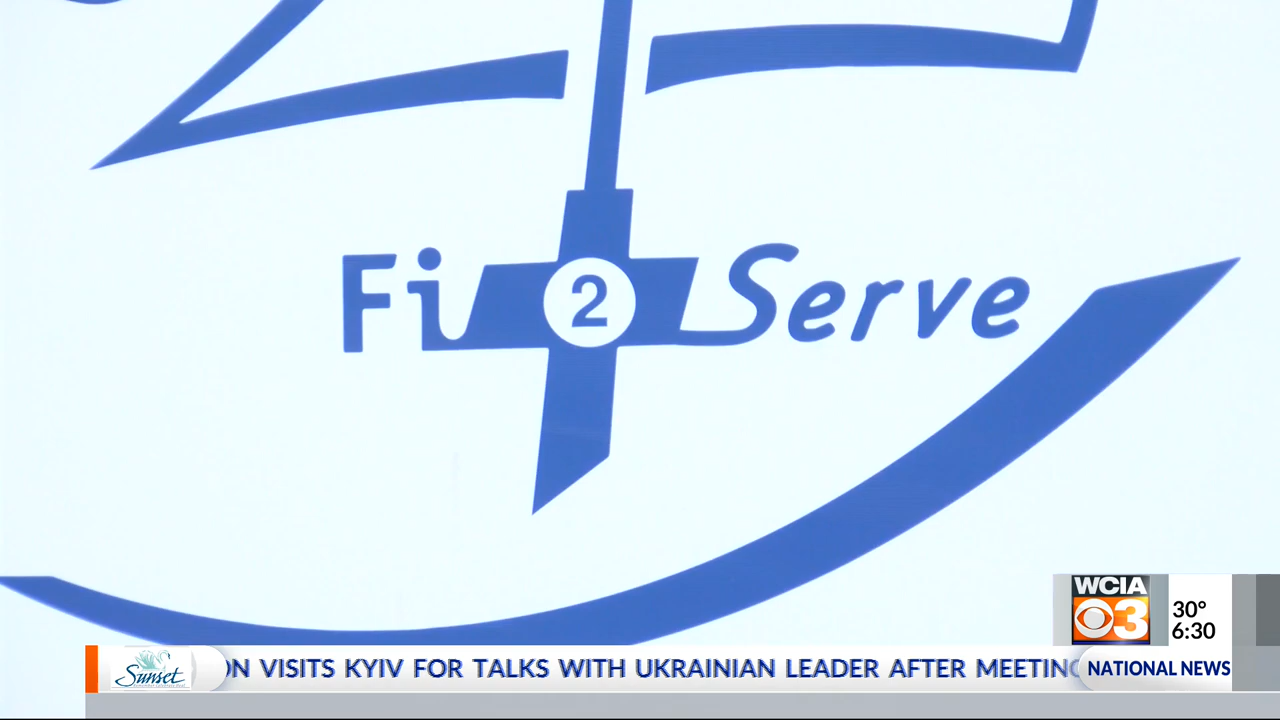 Fit 2 Serve
WCIA
3
30°
6:30
Sunset
ON VISITS KYIV FOR TALKS WITH UKRAINIAN LEADER AFTER MEETING
NATIONAL NEWS